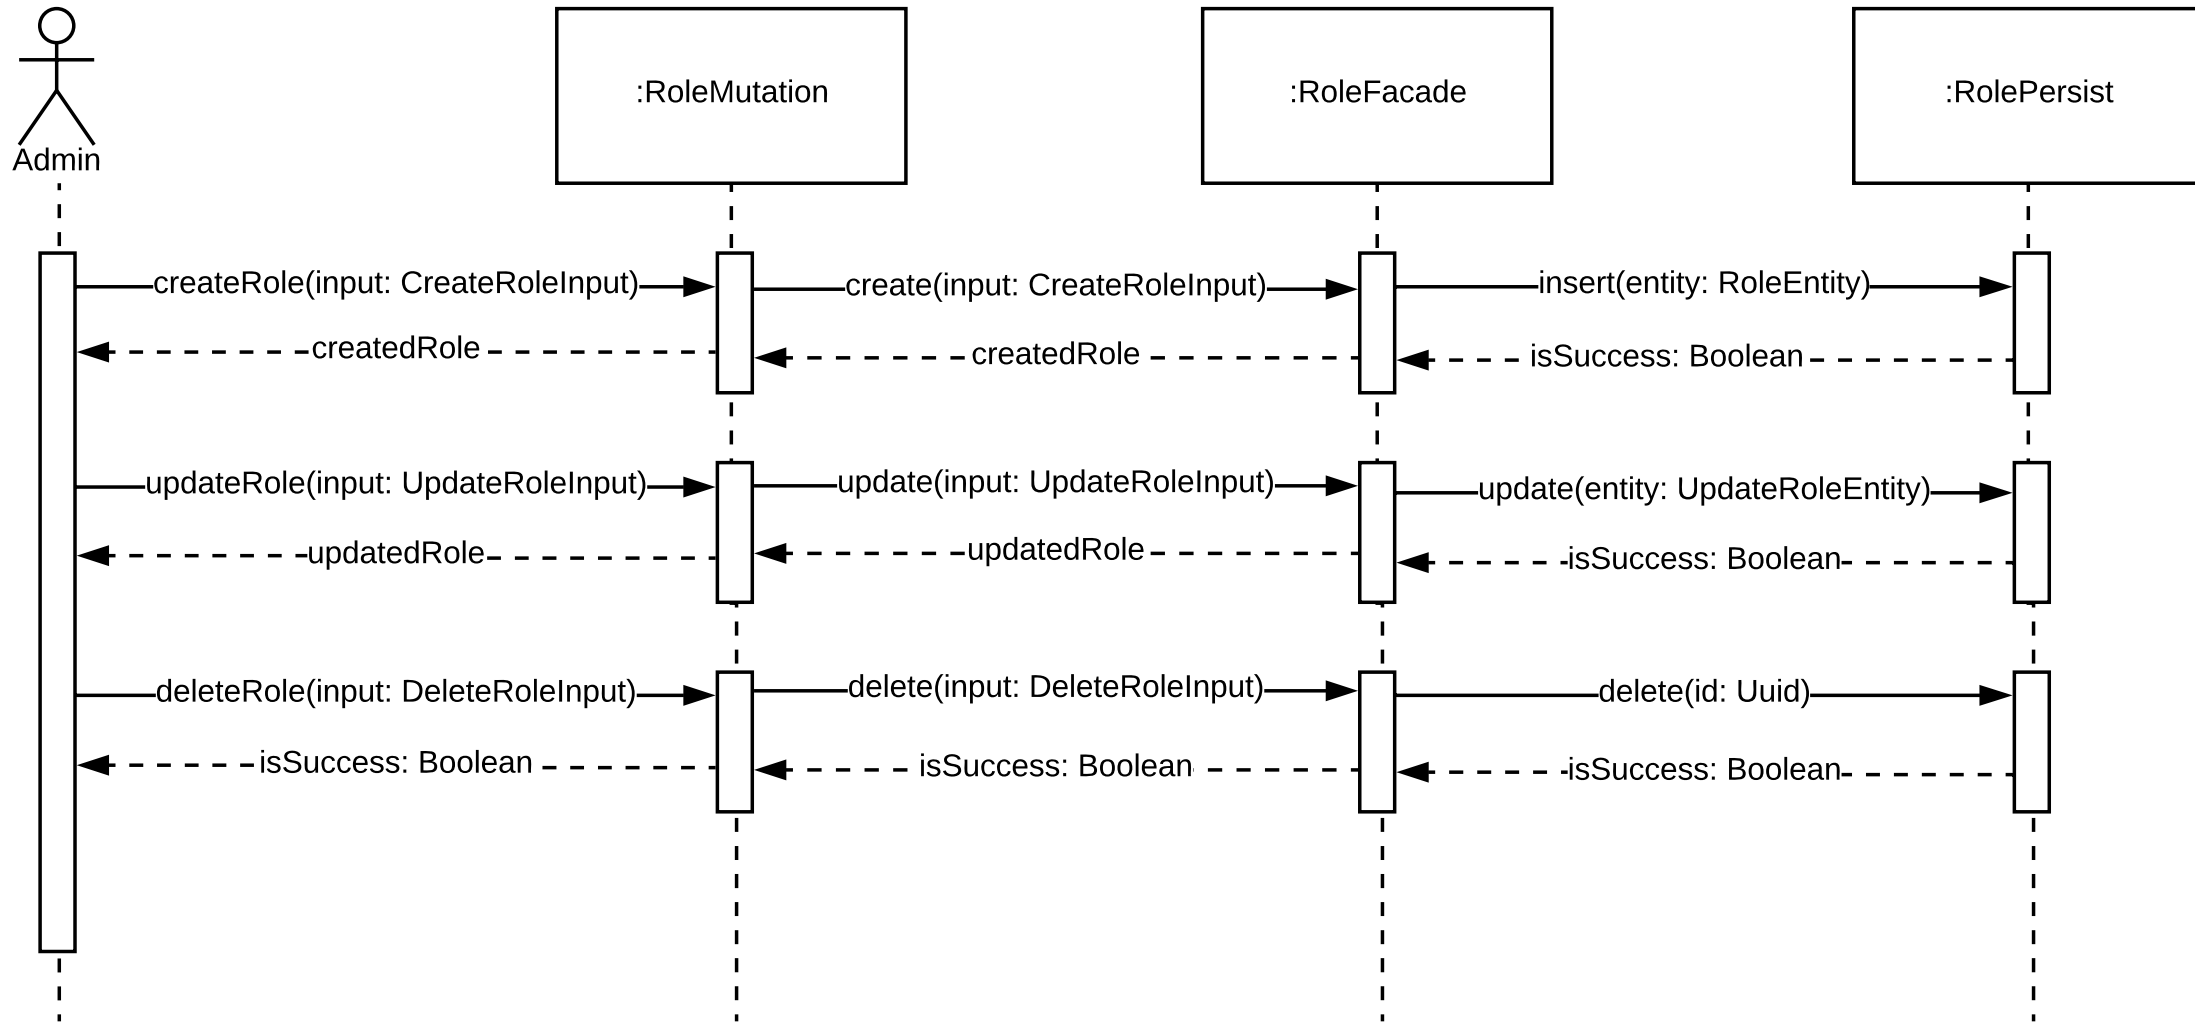 :RoleMutation
:RoleFacade
:RolePersist
Admin
createRole(input: CreateRoleInput)
create(input: CreateRoleInput)
insert(entity: RoleEntity)
createdRole
createdRole
isSuccess: Boolean
updateRole(input: UpdateRoleInput)
update(input: UpdateRoleInput)
update(entity: UpdateRoleEntity)
updatedRole
updatedRole
isSuccess: Boolean
deleteRole(input: DeleteRoleInput)
delete(input: DeleteRoleInput)
delete(id: Uuid)
isSuccess: Boolean
isSuccess: Boolean
isSuccess: Boolean